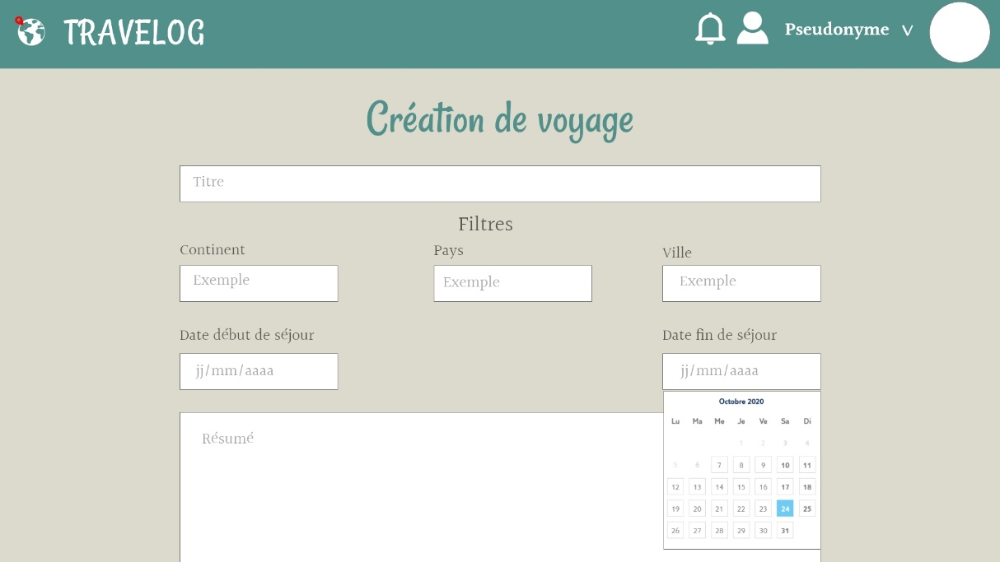 TRAVELOG
Pseudonyme V
Création de voyage
Titre
Filtres
Continent Pays Ville
Exemple Exemple Exemple
Date début de séjour Date fin de séjour
jj/mm/aaaa jj/mm/aaaa
Octobre 2020
Lu Ma Me Je Ve Sa Di
1 2 3 4
5 6 7 8 9 10 11
12 13 14 15 16 17 18
19 20 21 22 23 24 25
26 27 28 29 30 31
Résumé